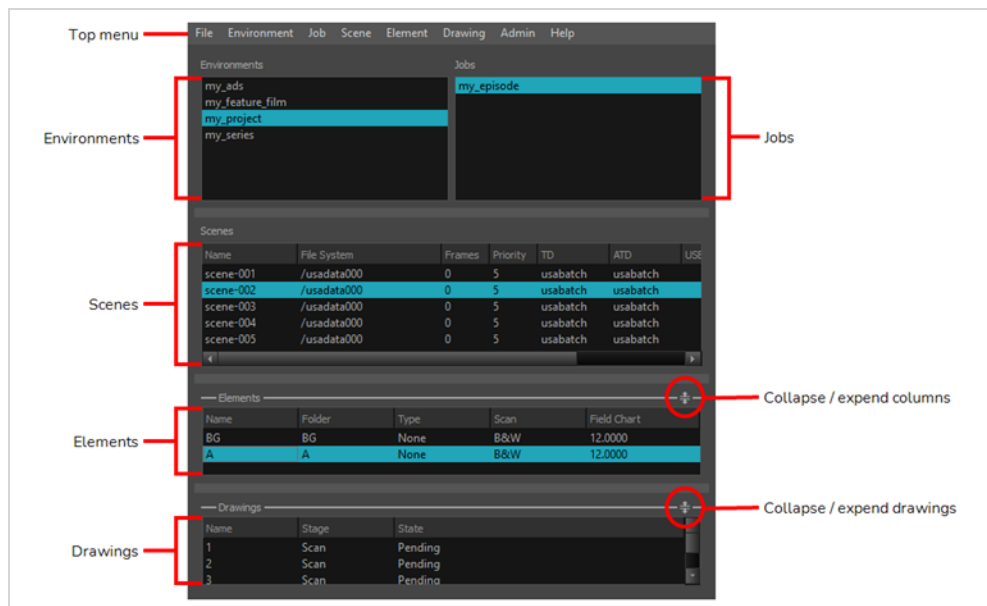 Top menu
File Environment Job Scene Element Drawing Admin Help
Environments Jobs
my_ads my_episode
my_feature_film
my_project
my_series
Environments
Jobs
Scenes
Name File System Frames Priority TD ATD USE
scene-001 /usadata000 0 5 usabatch usabatch
scene-002 /usadata000 0 5 usabatch usabatch
scene-003 /usadata000 0 5 usabatch usabatch
scene-004 /usadata000 0 5 usabatch usabatch
scene-005 /usadata000 0 5 usabatch usabatch
Scenes
Elements
Collapse / expend columns
Name Folder Type Scan Field Chart
BG BG None B&W 12.0000
A A None B&W 12.0000
Elements
Drawings
Collapse / expend drawings
Name Stage State
1 Scan Pending
2 Scan Pending
3 Scan Pending
Drawings